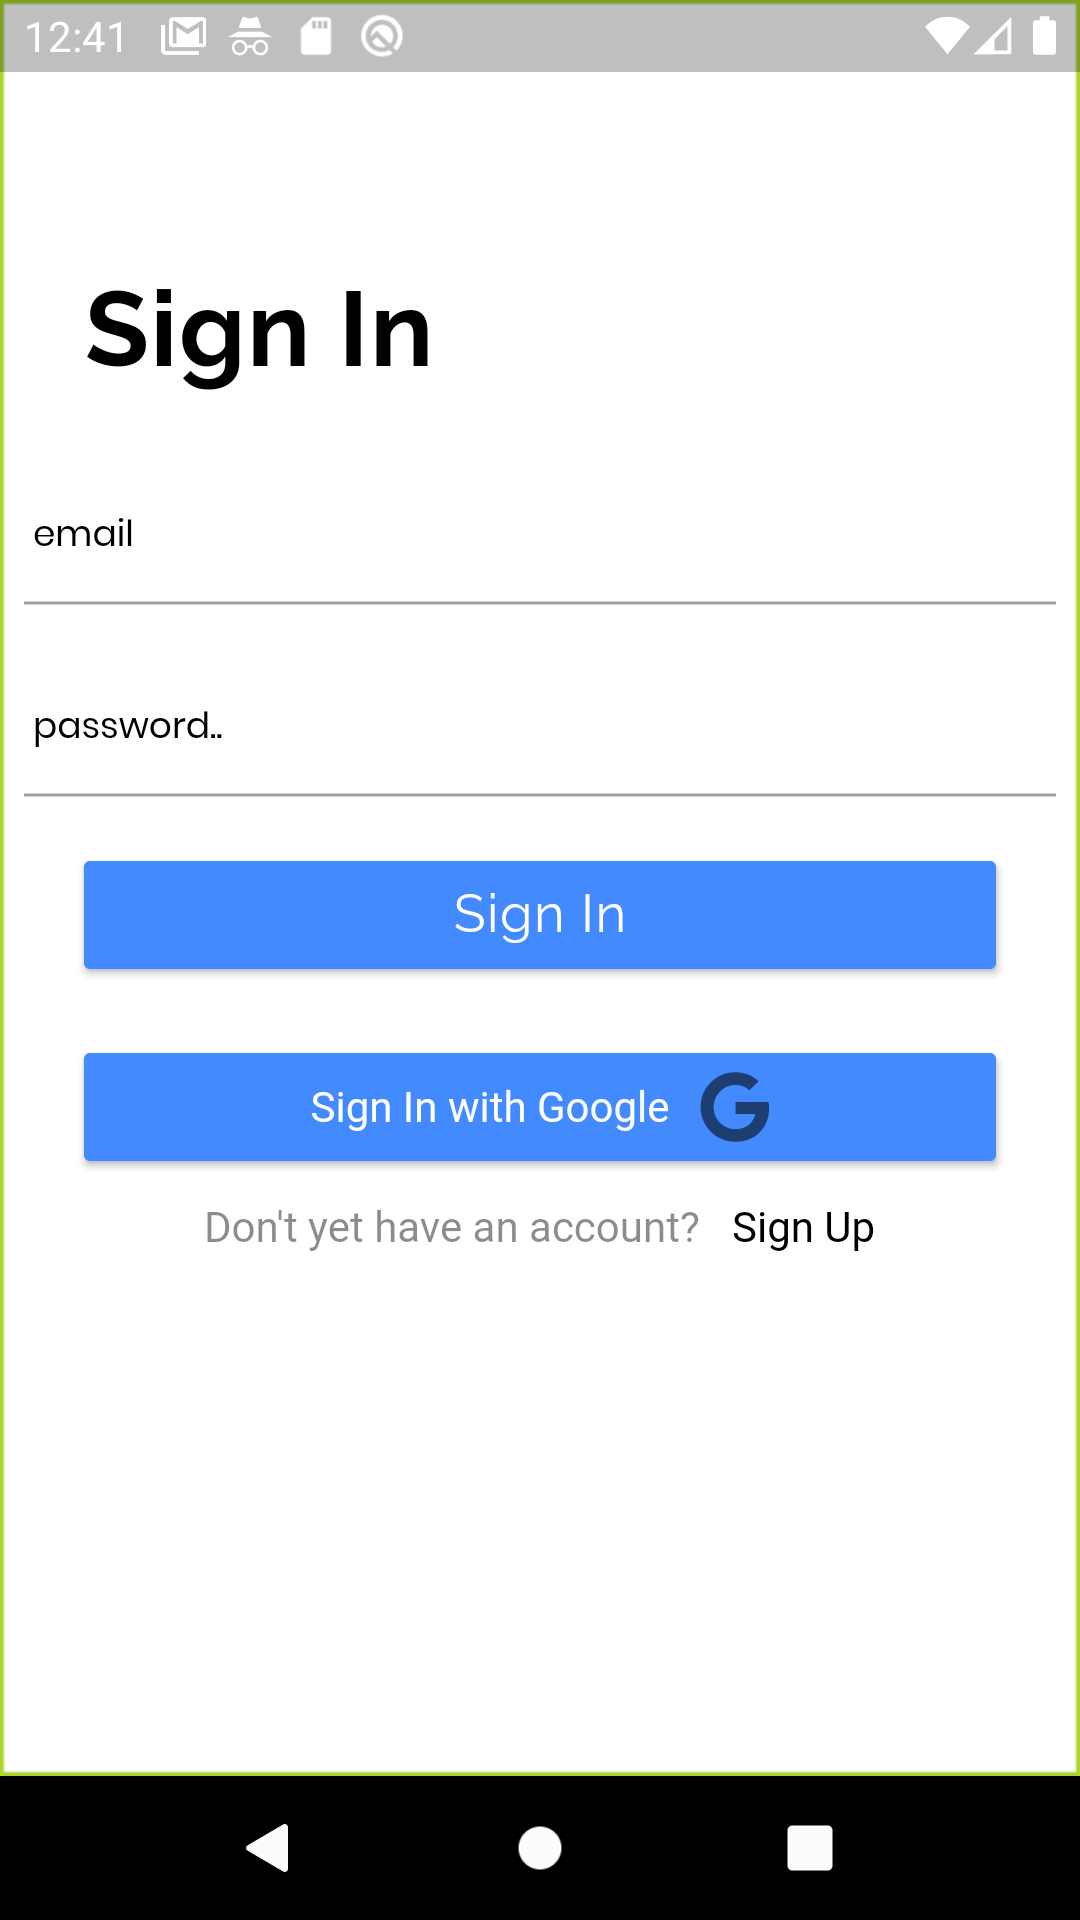 12:41
Sign In
email
password..
Sign In
Sign In with Google
Don't yet have an account? Sign Up